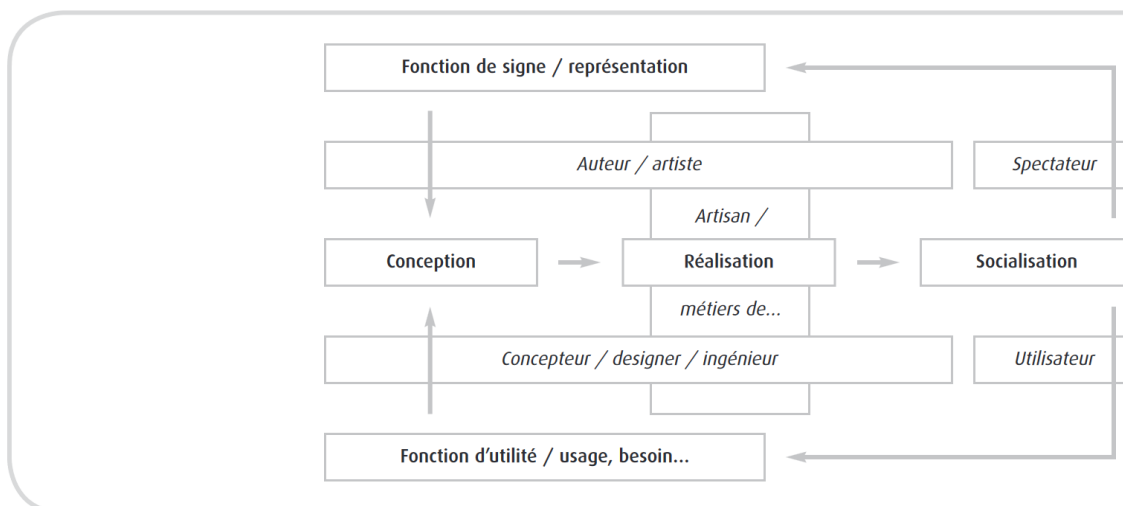 Fonction de signe / représentation
Auteur / artiste
Spectateur
Artisan /
Conception
Réalisation
Socialisation
métiers de...
Concepteur / designer / ingénieur
Utilisateur
Fonction d’utilité / usage, besoin...